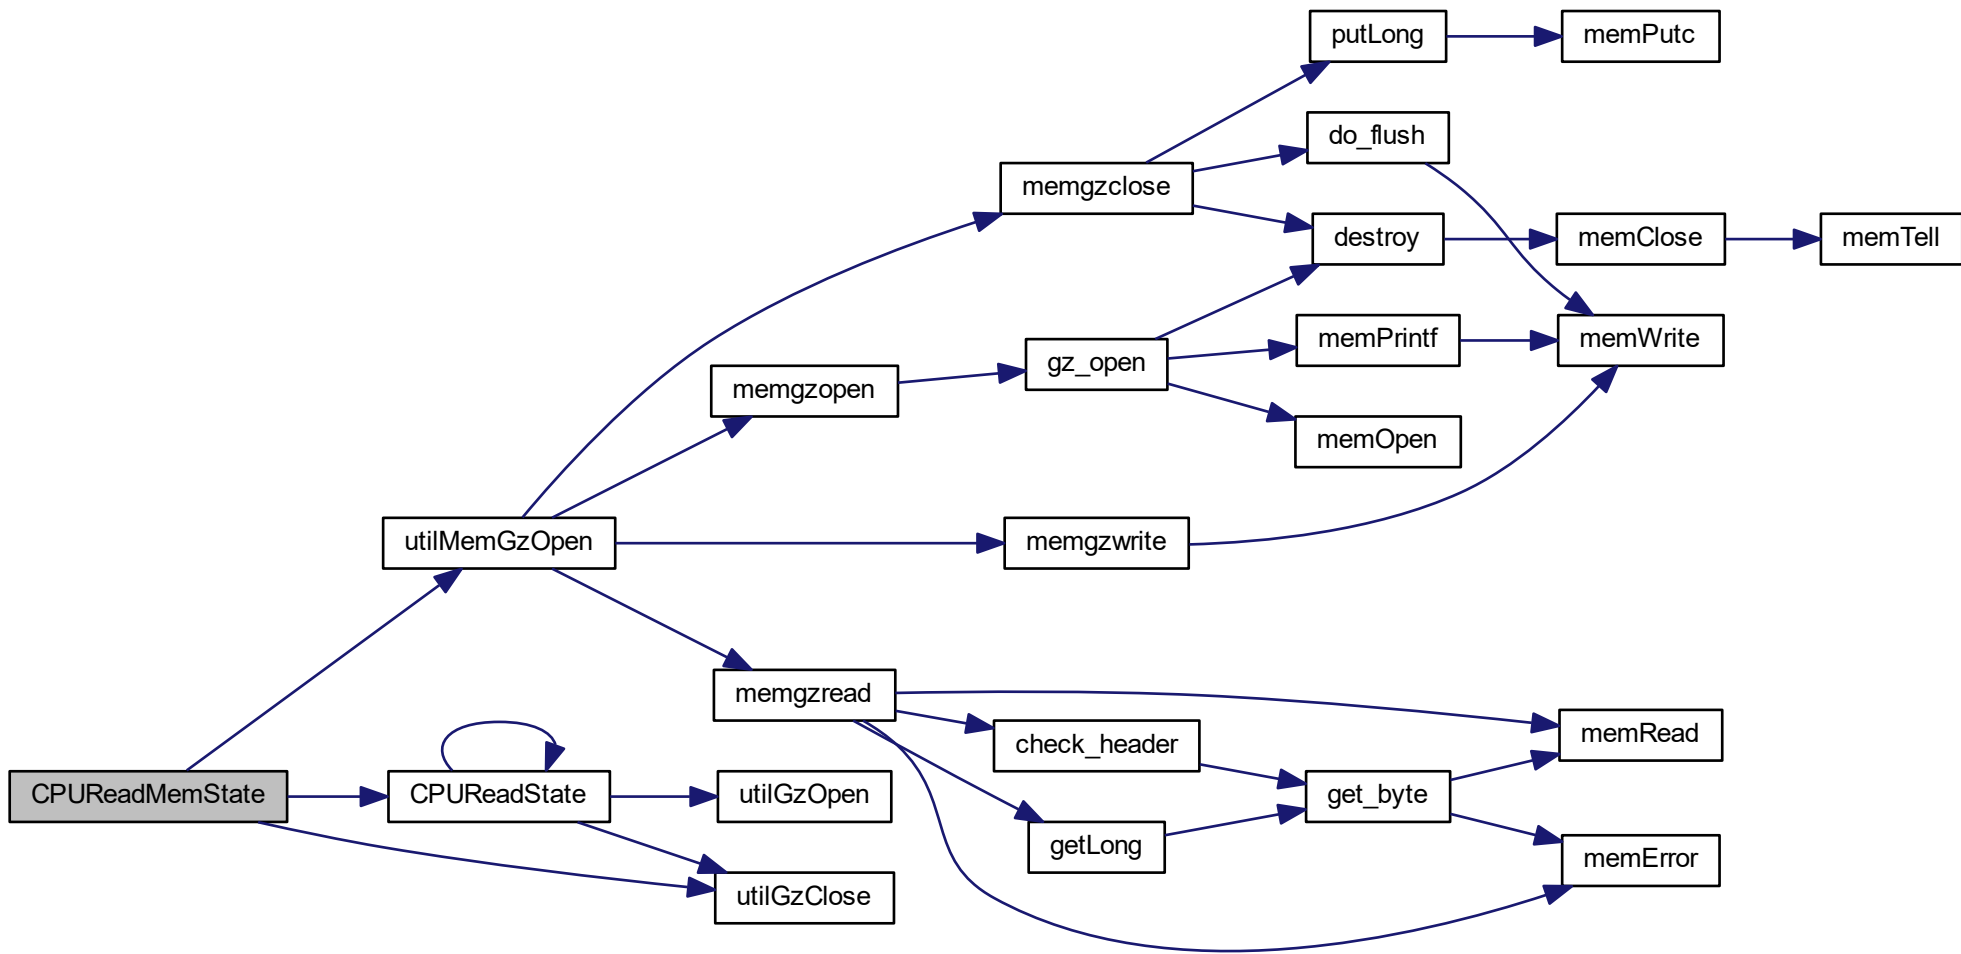 putLong
memPutc
do_flush
memgzclose
destroy
memClose
memTell
memPrintf
memWrite
gz_open
memgzopen
memOpen
utilMemGzOpen
memgzwrite
memgzread
check_header
memRead
CPUReadMemState
CPUReadState
utilGzOpen
get_byte
getLong
memError
utilGzClose